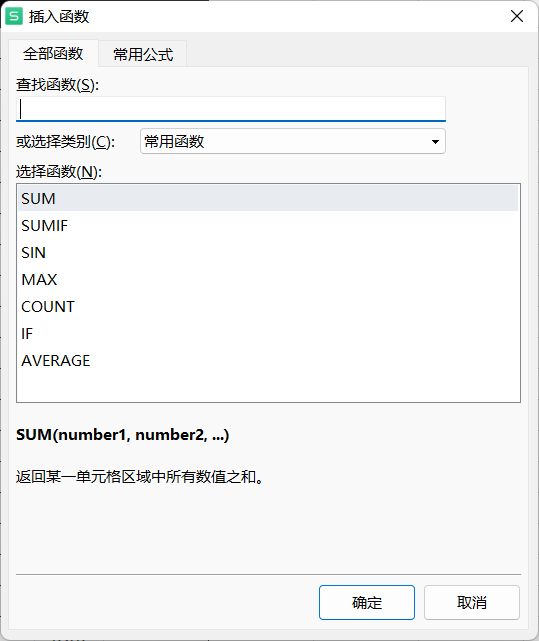 S 插入函数
全部函数 常用公式
查找函数(S):
或选择类别(C): 常用函数
选择函数(N):
SUM
SUMIF
SIN
MAX
COUNT
IF
AVERAGE
SUM(number1, number2, ...)
返回某一单元格区域中所有数值之和。
确定 取消